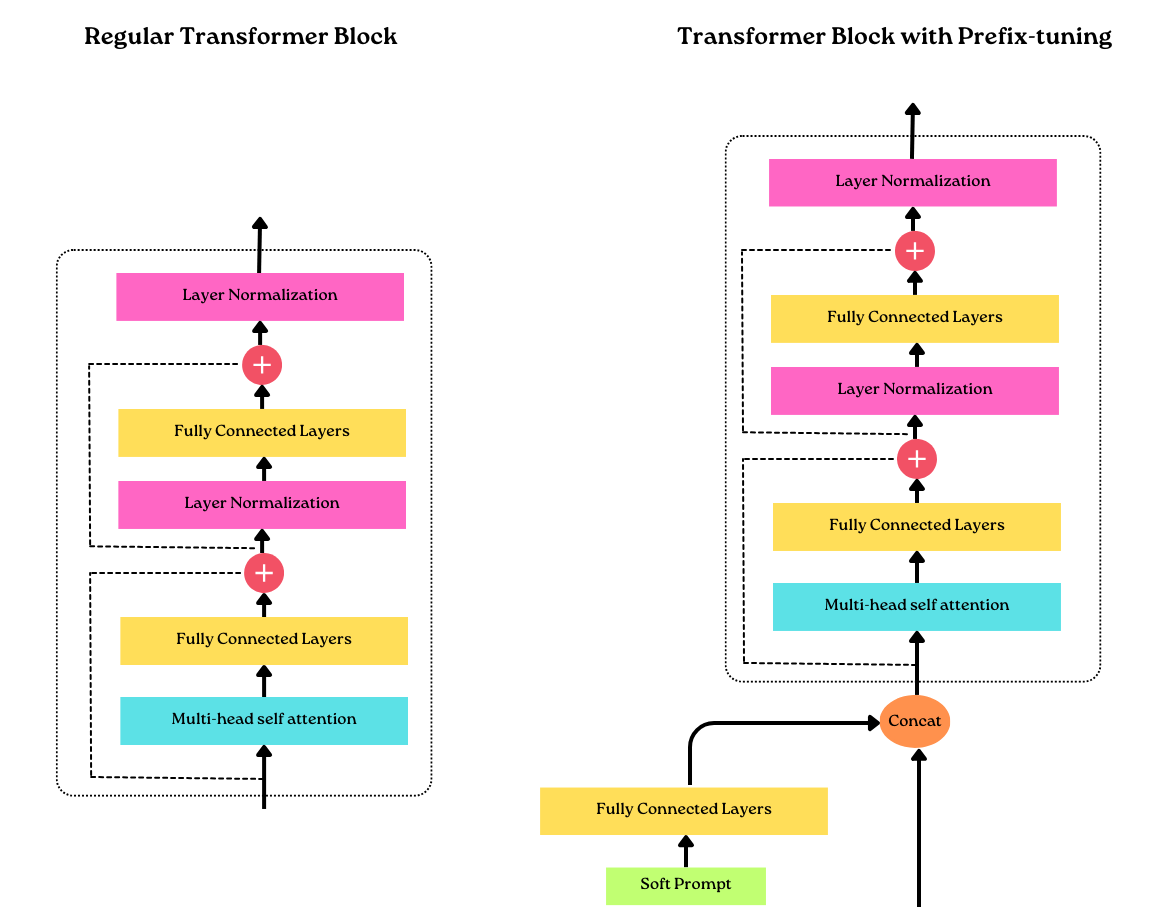 Regular Transformer Block
Layer Normalization
+
Fully Connected Layers
Layer Normalization
+
Fully Connected Layers
Multi-head self attention
Transformer Block with Prefix-tuning
Layer Normalization
+
Fully Connected Layers
Layer Normalization
+
Fully Connected Layers
Multi-head self attention
Concat
Fully Connected Layers
Soft Prompt